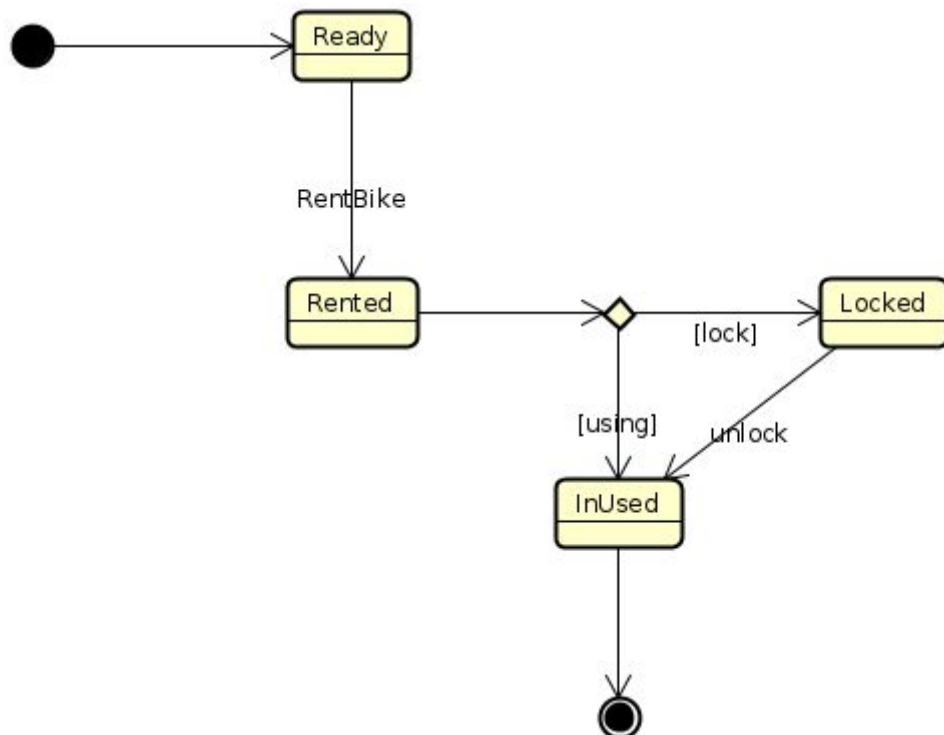 Ready
RentBike
Rented
Locked
[lock]
[using]
unlock
InUsed